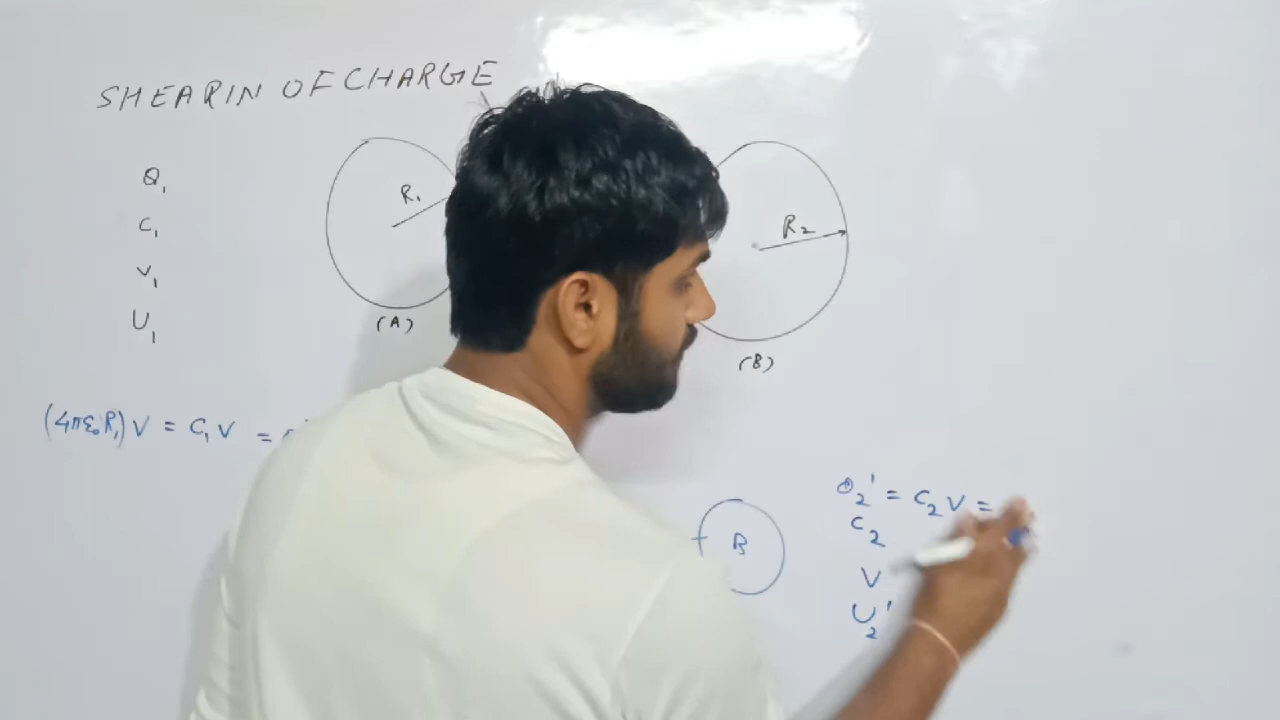 SHEARIN OF CHARGE
Q₁
C₁
V₁
U₁
R₁
(A)
R₂
(B)
(4πε₀R₁)V = C₁V =
B
Q₂' = C₂V =
C₂
V
U₂'